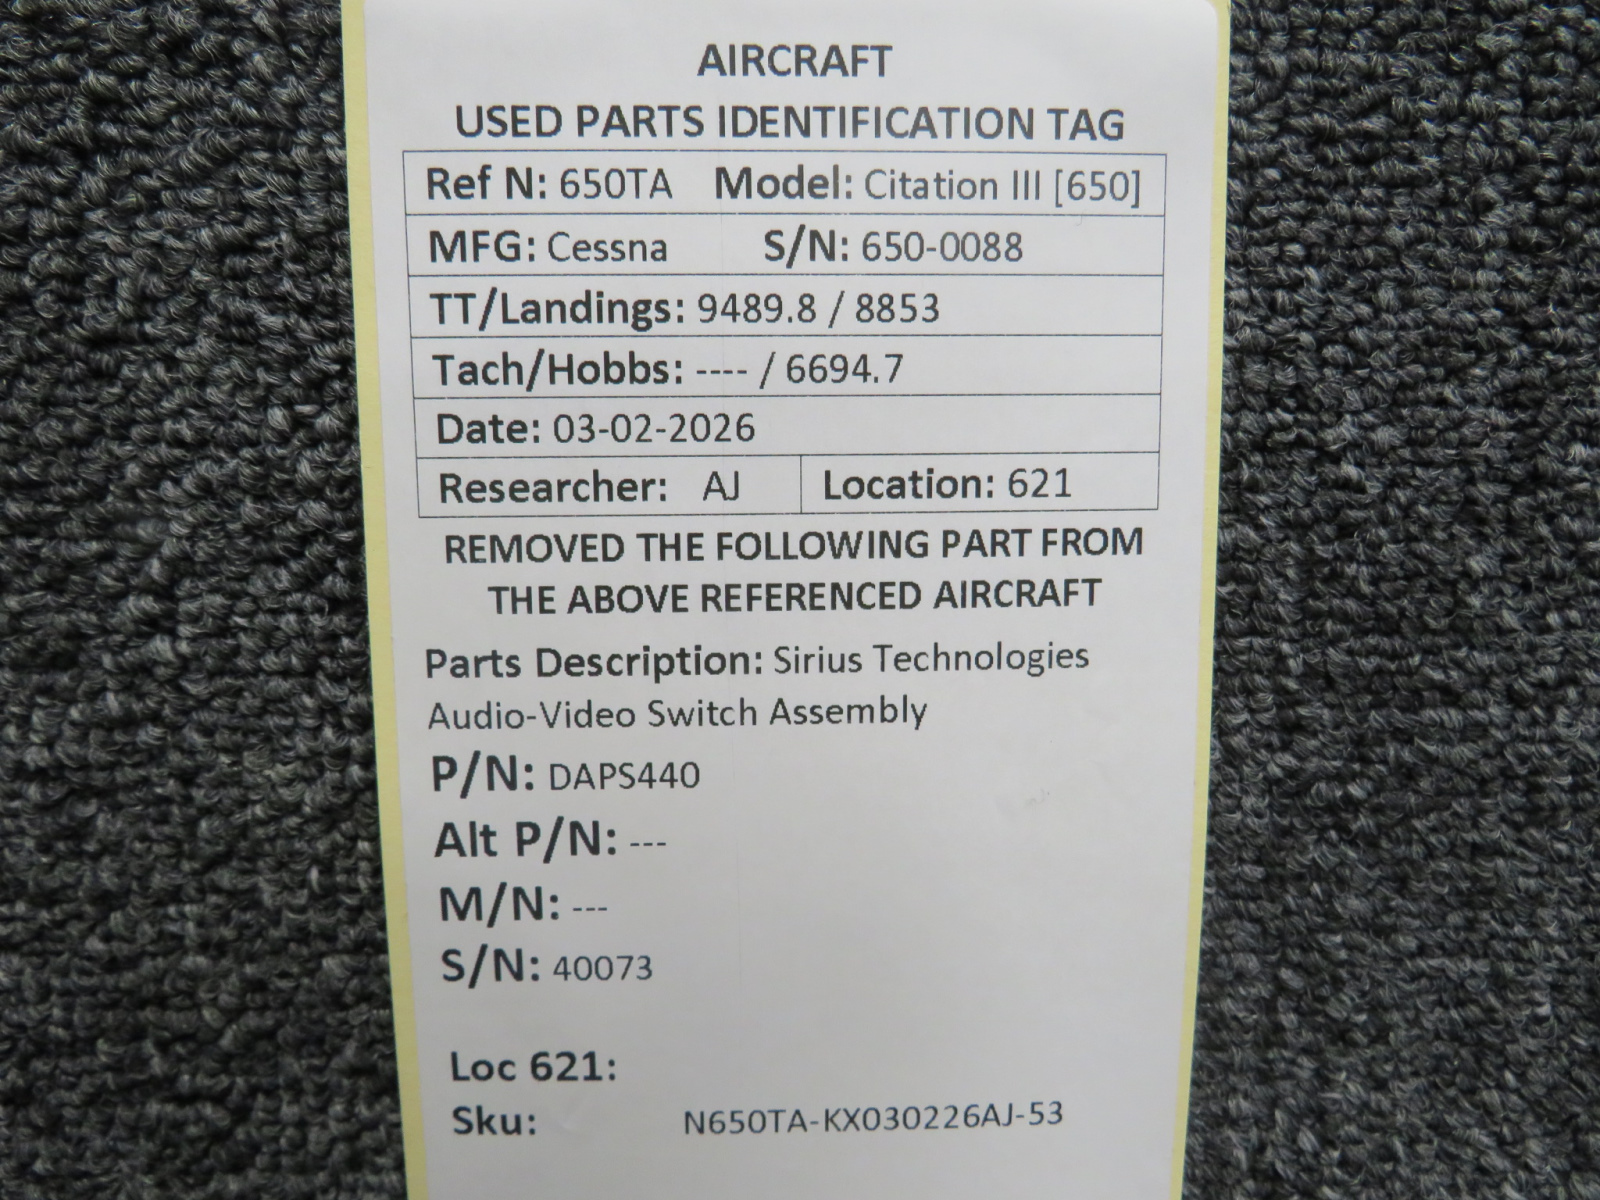 AIRCRAFT
USED PARTS IDENTIFICATION TAG
Ref N: 650TA Model: Citation III [650]
MFG: Cessna S/N: 650-0088
TT/Landings: 9489.8 / 8853
Tach/Hobbs: ---- / 6694.7
Date: 03-02-2026
Researcher: AJ Location: 621
REMOVED THE FOLLOWING PART FROM
THE ABOVE REFERENCED AIRCRAFT
Parts Description: Sirius Technologies
Audio-Video Switch Assembly
P/N: DAPS440
Alt P/N: ---
M/N: ---
S/N: 40073
Loc 621:
Sku: N650TA-KX030226AJ-53